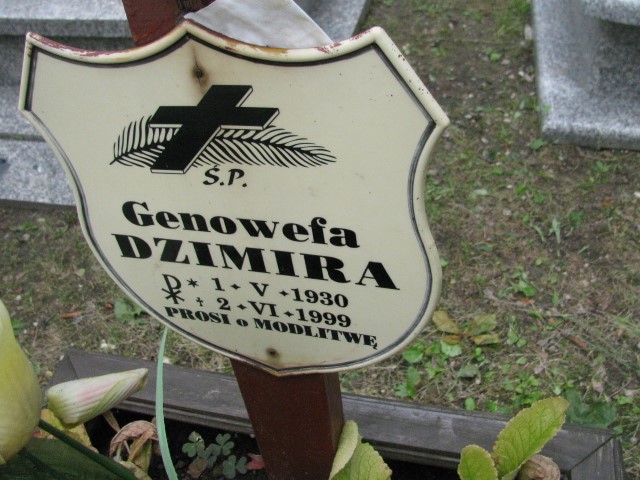 Ś.P.
Genowefa
DZIMIRA
* 1 • V • 1930
† 2 • VI • 1999
PROSI o MODLITWĘ